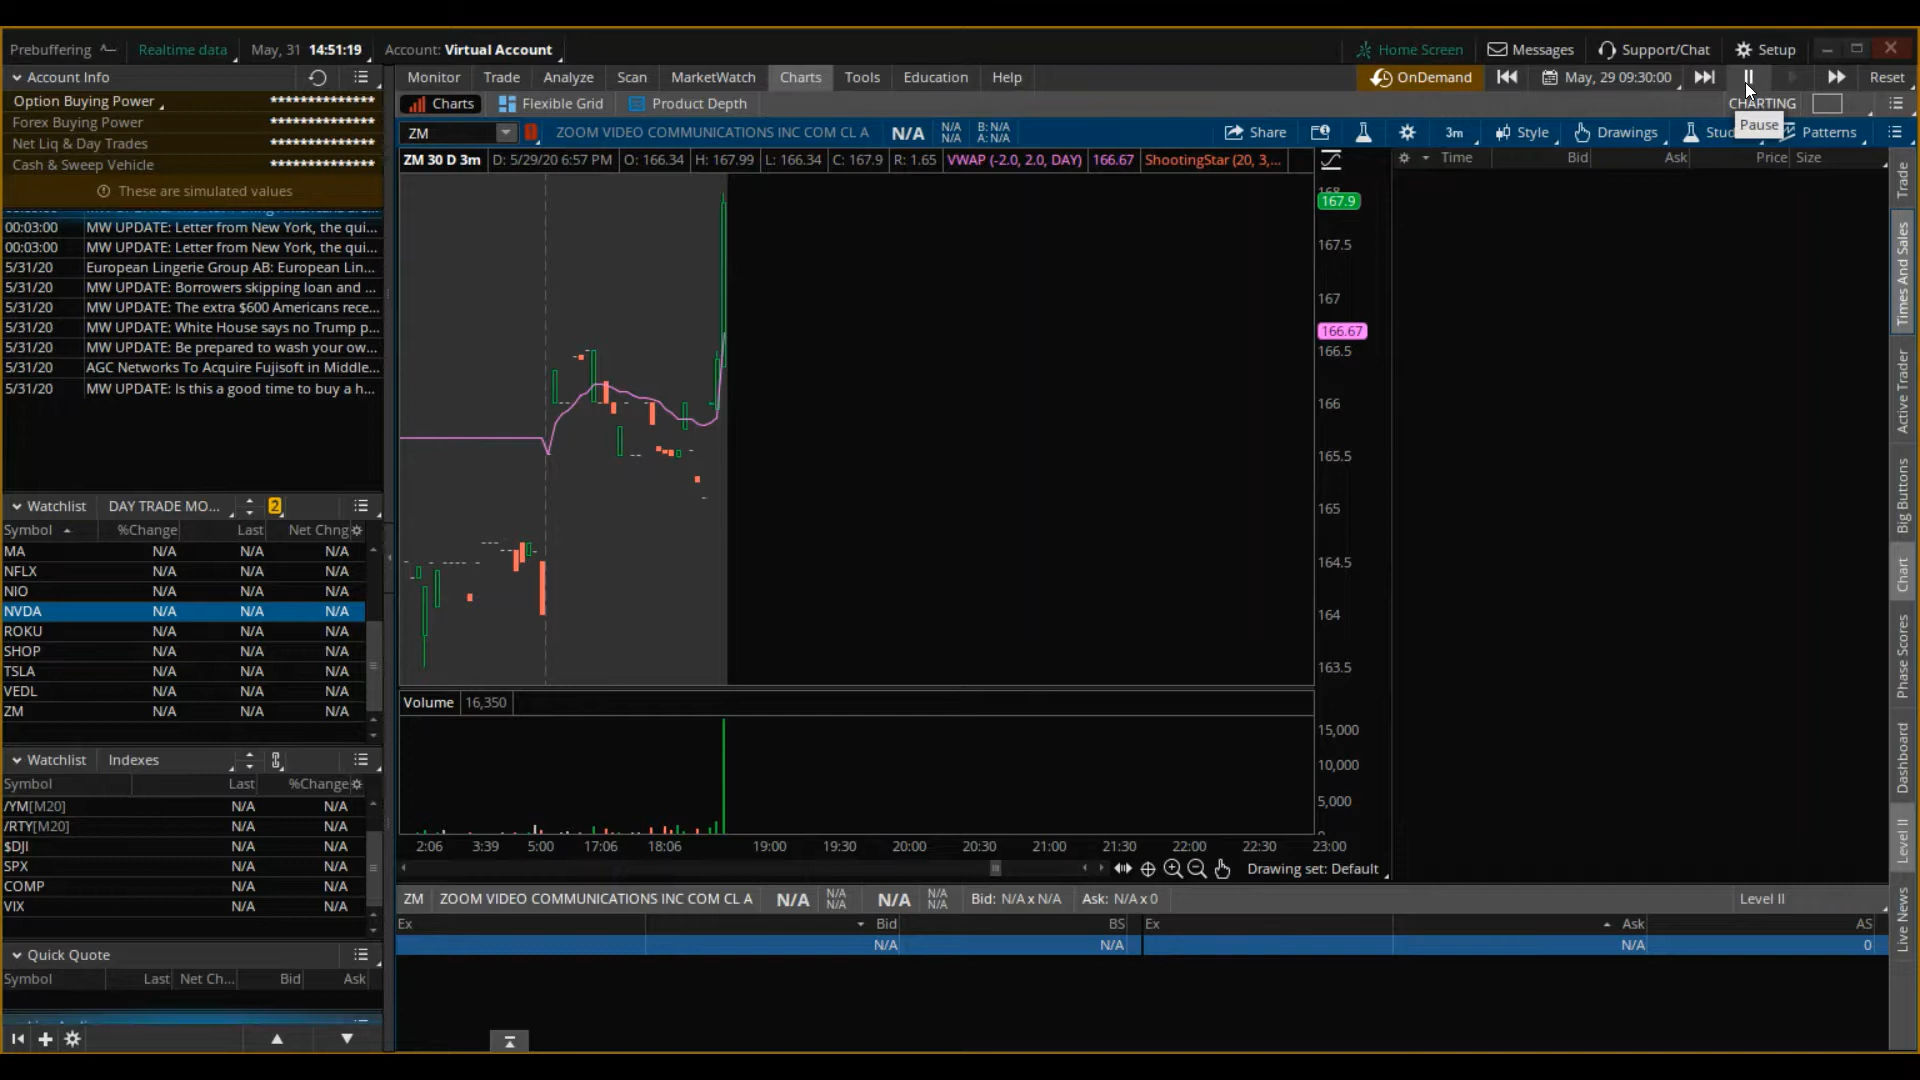 Prebuffering Realtime data May, 31 14:51:19 Account: Virtual Account Home Screen Messages Support/Chat Setup
Account Info Monitor Trade Analyze Scan MarketWatch Charts Tools Education Help OnDemand May, 29 09:30:00 Reset
Option Buying Power **************
Forex Buying Power **************
Net Liq & Day Trades **************
Cash & Sweep Vehicle **************
These are simulated values
Charts Flexible Grid Product Depth CHARTING
Pause
ZM ZOOM VIDEO COMMUNICATIONS INC COM CL A N/A N/A N/A B: N/A A: N/A Share 3m Style Drawings Stud Patterns
ZM 30 D 3m D: 5/29/20 6:57 PM O: 166.34 H: 167.99 L: 166.34 C: 167.9 R: 1.65 VWAP (-2.0, 2.0, DAY) 166.67 ShootingStar (20, 3,...
Time Bid Ask Price Size
00:03:00 MW UPDATE: Letter from New York, the qui...
00:03:00 MW UPDATE: Letter from New York, the qui...
5/31/20 European Lingerie Group AB: European Lin...
5/31/20 MW UPDATE: Borrowers skipping loan and ...
5/31/20 MW UPDATE: The extra $600 Americans rece...
5/31/20 MW UPDATE: White House says no Trump p...
5/31/20 MW UPDATE: Be prepared to wash your ow...
5/31/20 AGC Networks To Acquire Fujisoft in Middle...
5/31/20 MW UPDATE: Is this a good time to buy a h...
168
167.9
167.5
167
166.67
166.5
166
165.5
165
164.5
164
163.5
Watchlist DAY TRADE MO... 2
Symbol %Change Last Net Chng
MA N/A N/A N/A
NFLX N/A N/A N/A
NIO N/A N/A N/A
NVDA N/A N/A N/A
ROKU N/A N/A N/A
SHOP N/A N/A N/A
TSLA N/A N/A N/A
VEDL N/A N/A N/A
ZM N/A N/A N/A
Volume 16,350
15,000
10,000
5,000
2:06 3:39 5:00 17:06 18:06 19:00 19:30 20:00 20:30 21:00 21:30 22:00 22:30 23:00
Drawing set: Default
Watchlist Indexes
Symbol Last %Change
/YM[M20] N/A N/A
/RTY[M20] N/A N/A
$DJI N/A N/A
SPX N/A N/A
COMP N/A N/A
VIX N/A N/A
ZM ZOOM VIDEO COMMUNICATIONS INC COM CL A N/A N/A N/A N/A N/A N/A Bid: N/A x N/A Ask: N/A x 0 Level II
Ex Bid BS Ex Ask AS
N/A N/A N/A 0
Quick Quote
Symbol Last Net Ch... Bid Ask
Trade
Times And Sales
Active Trader
Big Buttons
Chart
Phase Scores
Dashboard
Level II
Live News